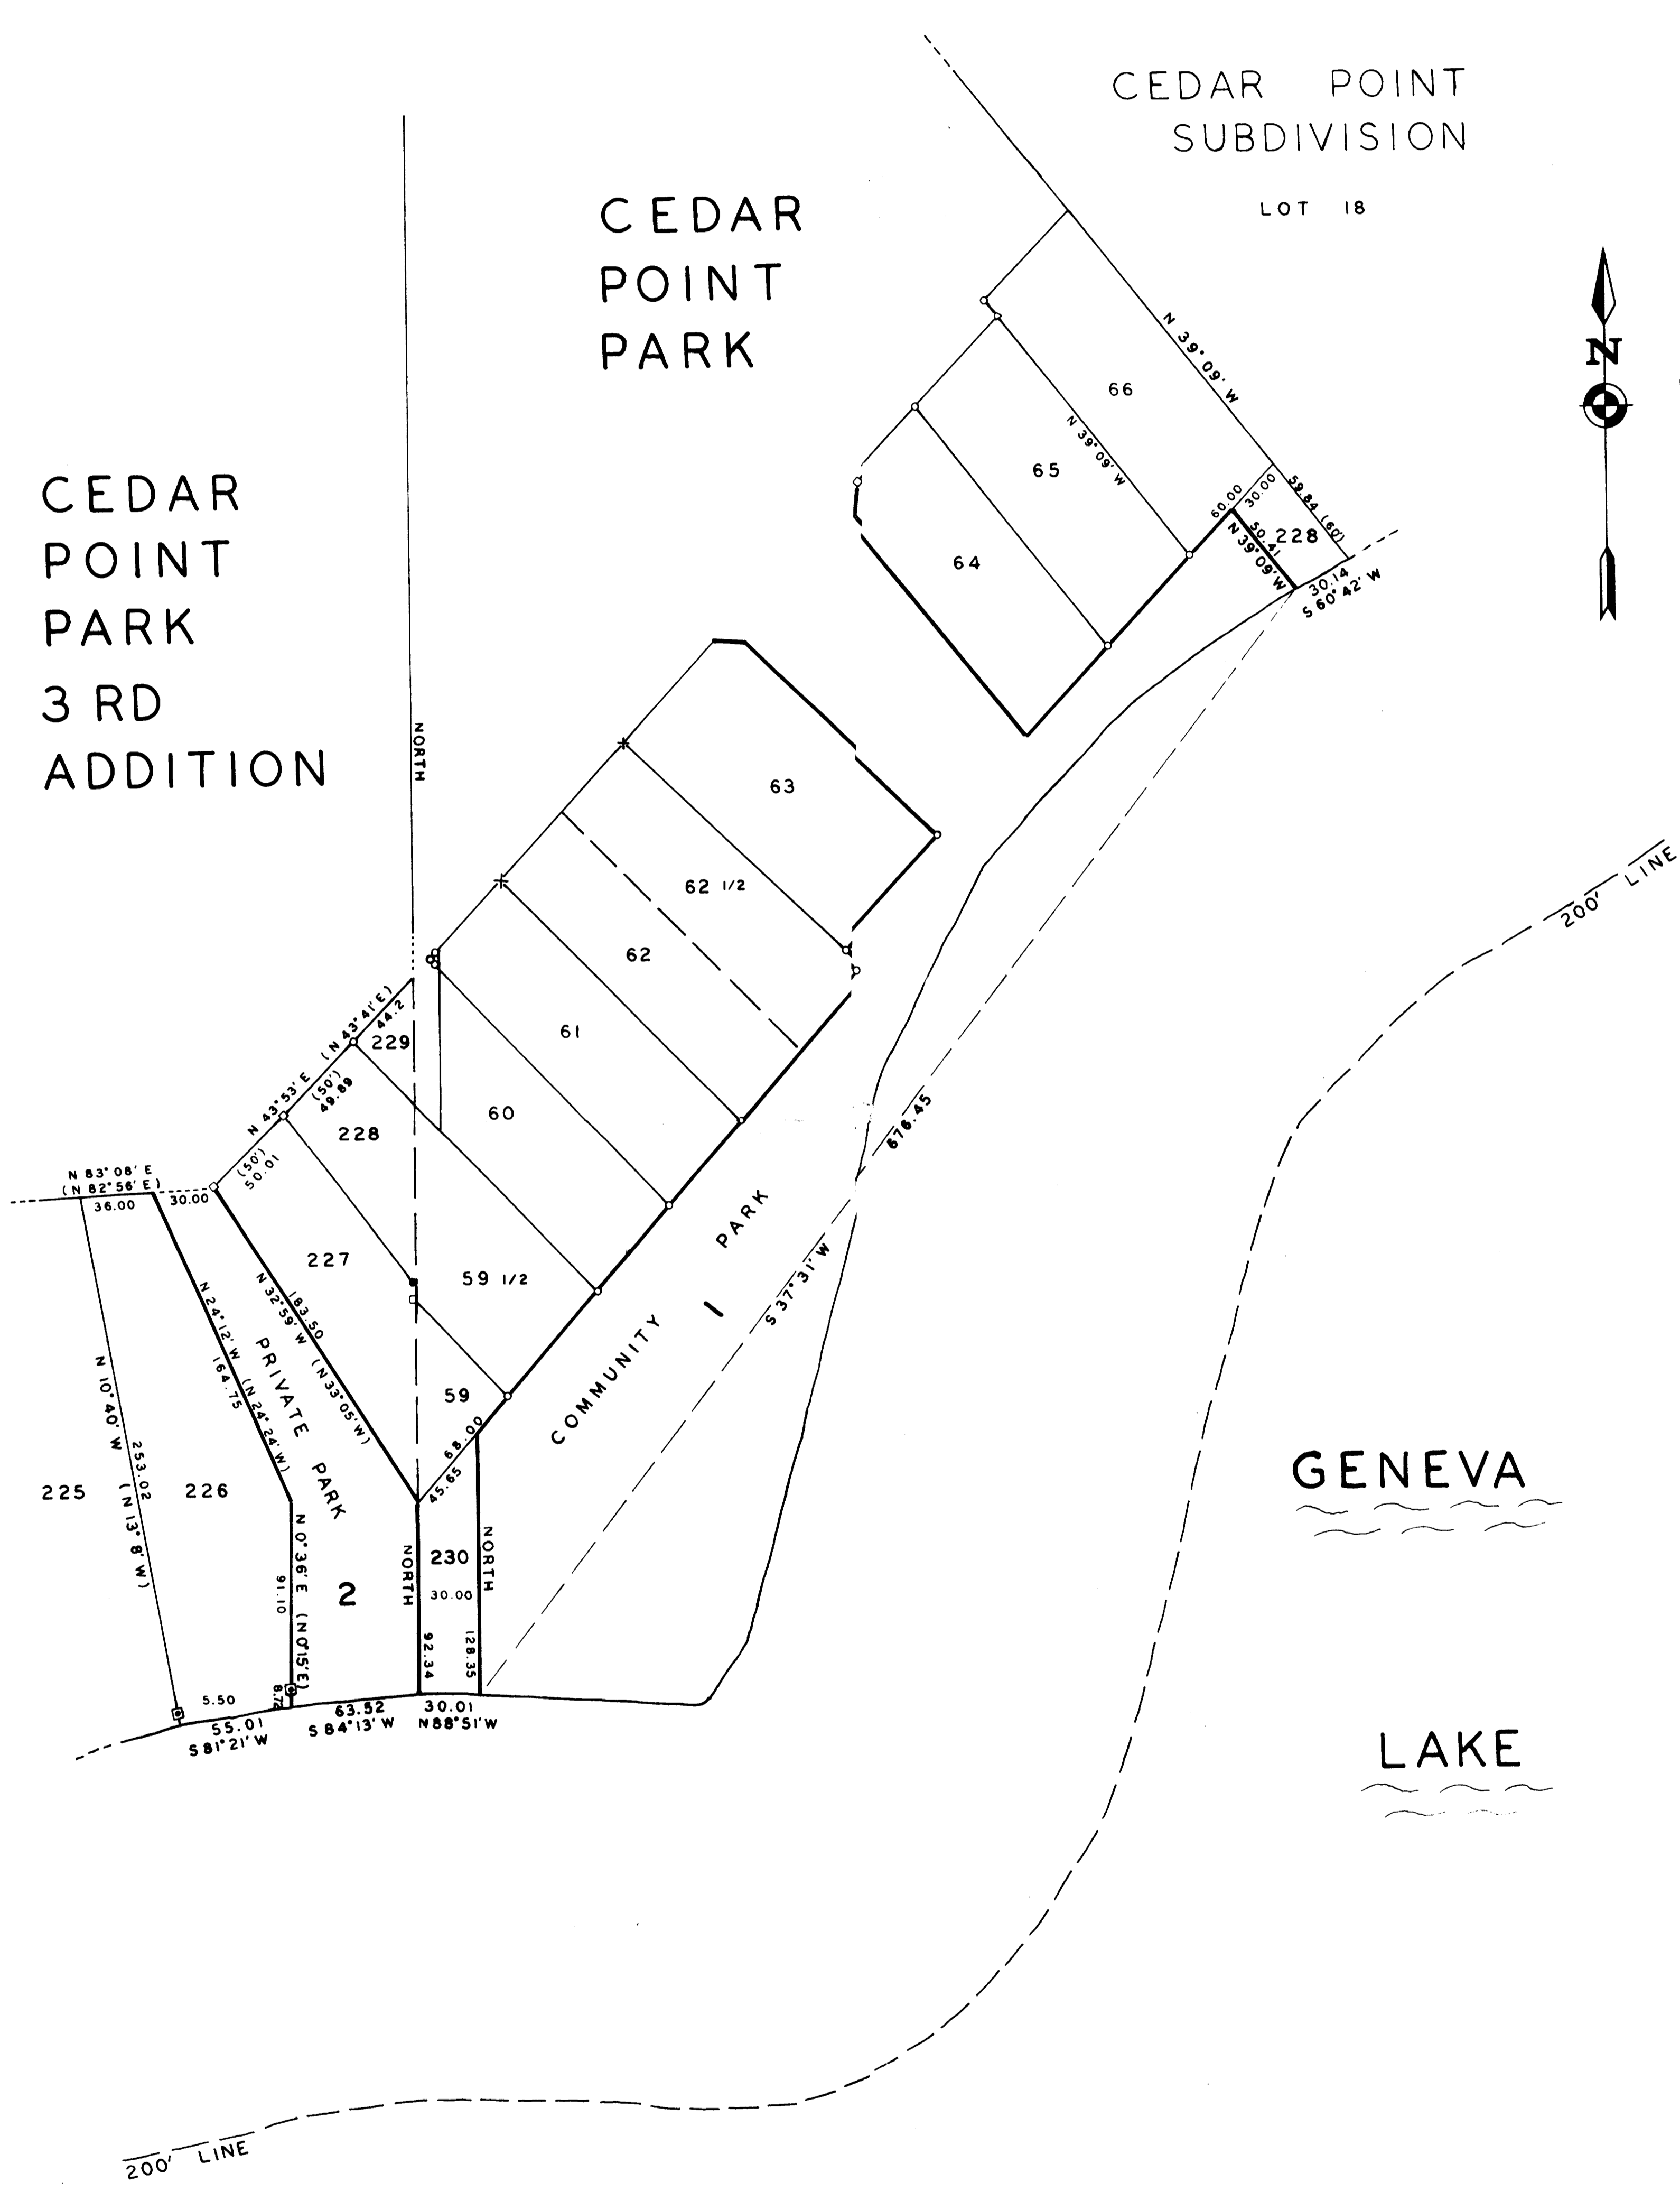 CEDAR POINT
SUBDIVISION
LOT 18
CEDAR
POINT
PARK
N
CEDAR
POINT
PARK
3 RD
ADDITION
NORTH
N 39°09' W
66
N 39°09' W
65
64
60.00
30.00
59.84 (60')
228
50.41
N 39°09' W
30.14
S 60°42' W
63
62 1/2
62
61
60
59 1/2
59
200' LINE
(N 43°41' E)
44.2
229
N 43°53' E
(50')
49.89
228
(50')
50.01
227
N 83°08' E
(N 82°56' E)
36.00
30.00
N 32°59' W (N 33°05' W)
183.50
N 24°12' W (N 24°24' W)
164.75
PRIVATE PARK
2
N 10°40' W (N 13°8' W)
253.02
225
226
N 0°36' E (N 0°15' E)
91.10
8.72
5.50
55.01
S 81°21' W
63.52
S 84°13' W
30.01
N 88°51' W
NORTH
92.34
230
30.00
NORTH
128.35
68.00
45.65
COMMUNITY PARK
1
676.45
S 37°31' W
GENEVA
LAKE
200' LINE